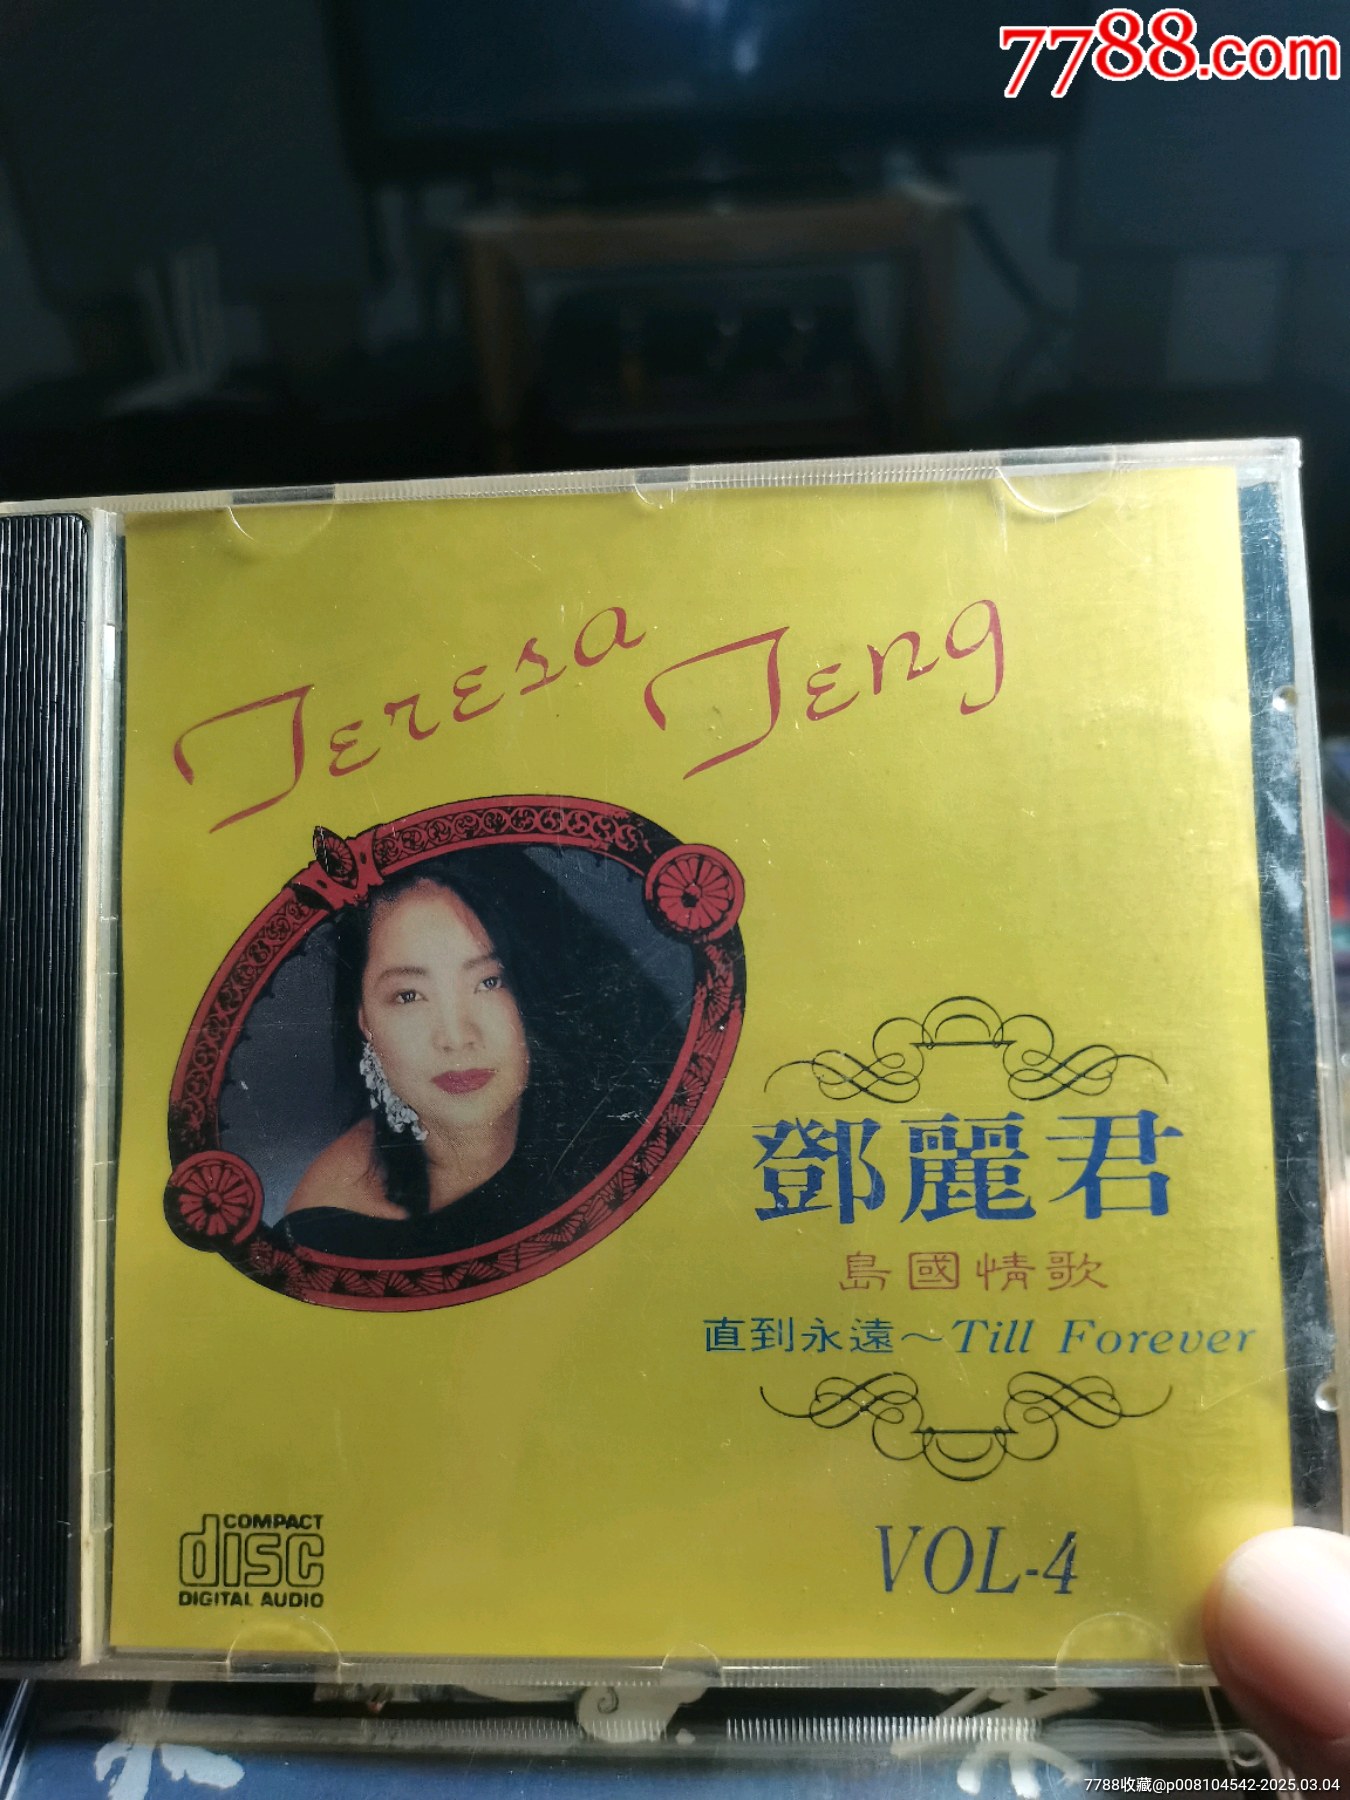 7788.com
Teresa Teng
鄧麗君
島國情歌
直到永遠～Till Forever
VOL-4
COMPACT
disc
DIGITAL AUDIO
7788收藏@p008104542-2025.03.04